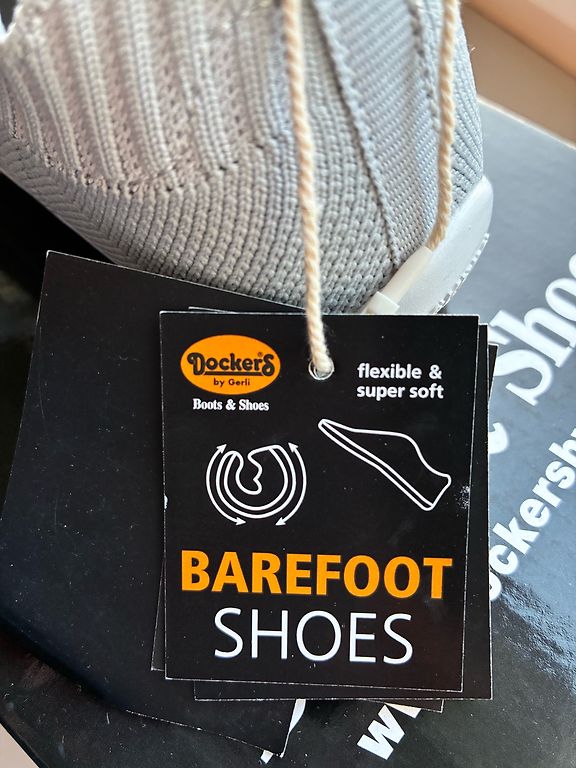 DOCKERS®
by Gerli
Boots & Shoes
flexible &
super soft
BAREFOOT
SHOES